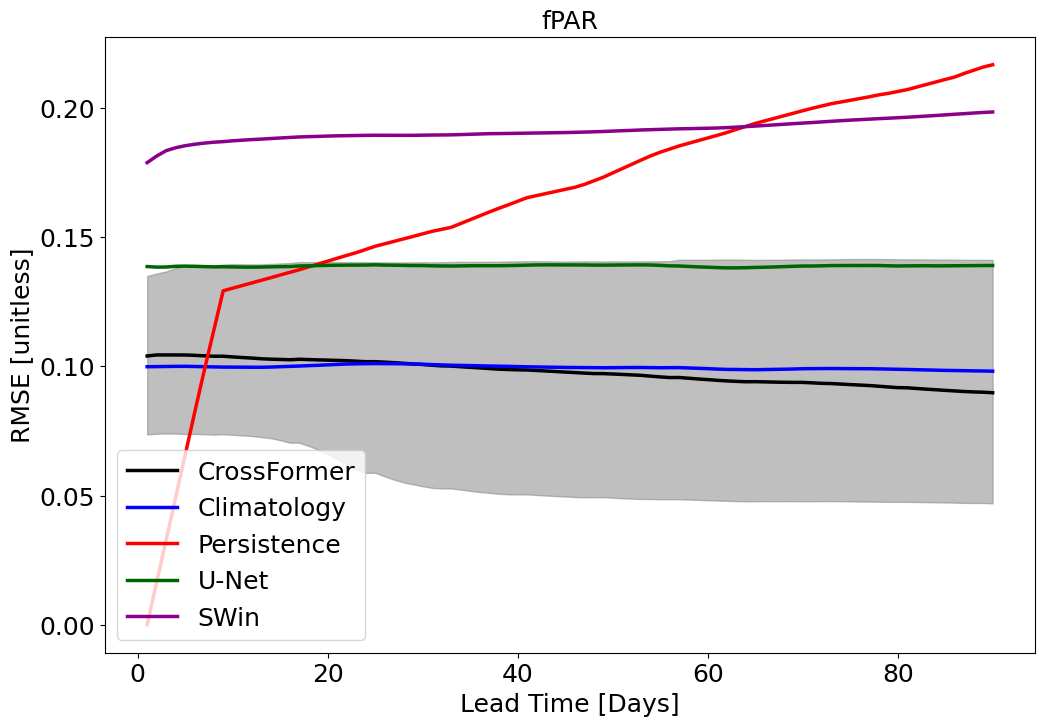 fPAR
RMSE [unitless]
0.20
0.15
0.10
0.05
0.00
CrossFormer
Climatology
Persistence
U-Net
SWin
0 20 40 60 80
Lead Time [Days]